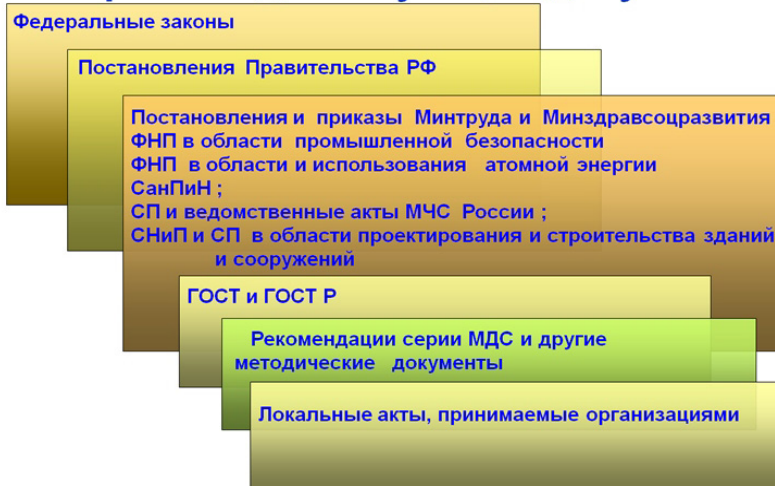 Федеральные законы
Постановления Правительства РФ
Постановления и приказы Минтруда и Минздравсоцразвития
ФНП в области промышленной безопасности
ФНП в области и использования атомной энергии
СанПиН ;
СП и ведомственные акты МЧС России ;
СНиП и СП в области проектирования и строительства зданий
и сооружений
ГОСТ и ГОСТ Р
Рекомендации серии МДС и другие
методические документы
Локальные акты, принимаемые организациями